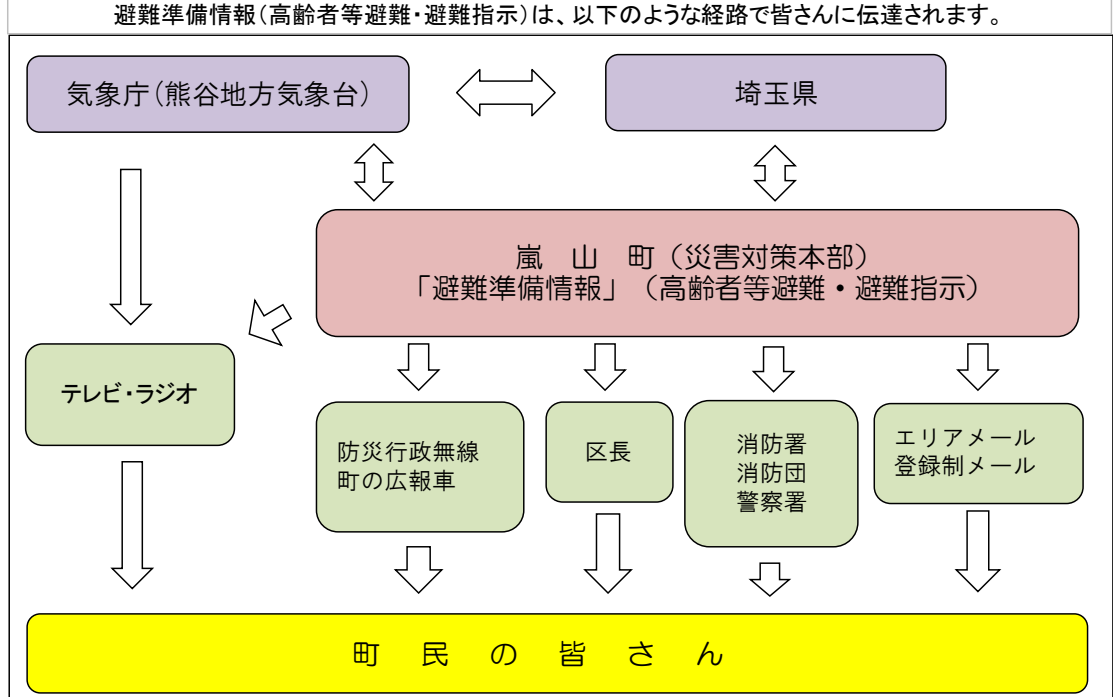 避難準備情報(高齢者等避難・避難指示)は、以下のような経路で皆さんに伝達されます。
気象庁(熊谷地方気象台)
埼玉県
嵐 山 町(災害対策本部)
「避難準備情報」(高齢者等避難・避難指示)
テレビ・ラジオ
防災行政無線
町の広報車
区長
消防署
消防団
警察署
エリアメール
登録制メール
町 民 の 皆 さ ん